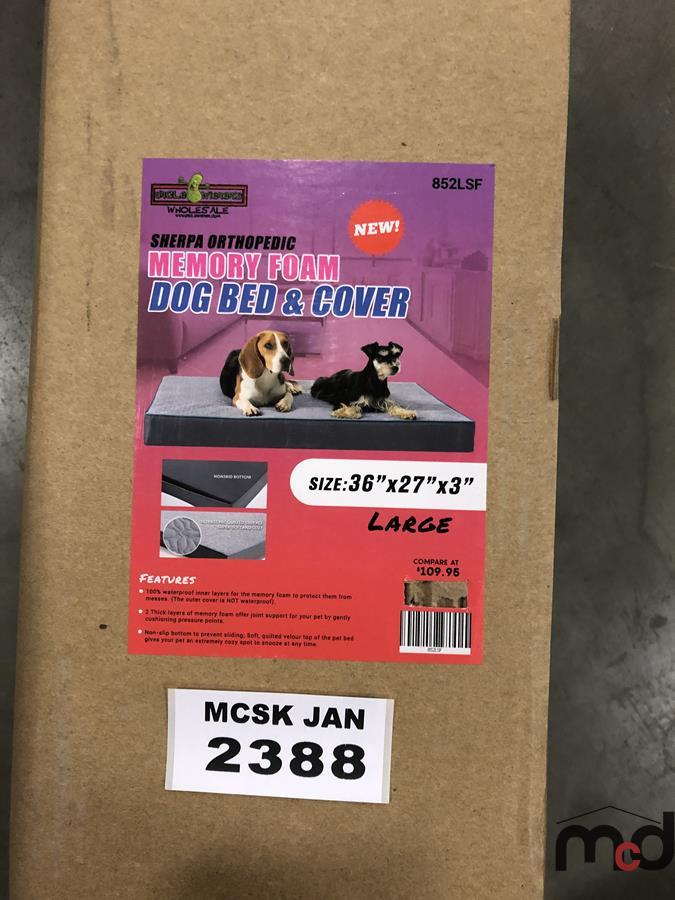 852LSF
WHOLESALE
NEW!
SHERPA ORTHOPEDIC
MEMORY FOAM
DOG BED & COVER
NONSKID BOTTOM
SIZE:36"x27"x3"
LARGE
COMPARE AT
$109.95
FEATURES
100% waterproof inner layers for the memory foam to protect them from
messes. (The outer cover is NOT waterproof).
2 Thick layers of memory foam offer joint support for your pet by gently
cushioning pressure points.
Non-slip bottom to prevent sliding; Soft, quilted velour top of the pet bed
gives your pet an extremely cozy spot to snooze at any time.
852LSF
MCSK JAN
2388
mcd